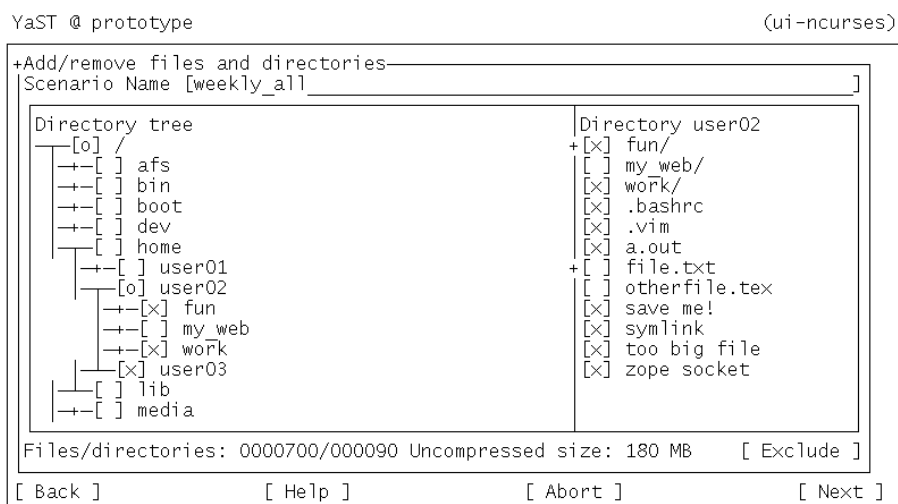 YaST @ prototype (ui-ncurses)
+Add/remove files and directories
Scenario Name [weekly_all ]
Directory tree
[o] /
+-[ ] afs
+-[ ] bin
+-[ ] boot
+-[ ] dev
[ ] home
+-[ ] user01
[o] user02
+-[x] fun
+-[ ] my_web
+-[x] work
[x] user03
[ ] lib
+-[ ] media
Directory user02
+[x] fun/
[ ] my_web/
[x] work/
[x] .bashrc
[x] .vim
[x] a.out
+[ ] file.txt
[ ] otherfile.tex
[x] save me!
[x] symlink
[x] too big file
[x] zope socket
Files/directories: 0000700/000090 Uncompressed size: 180 MB [ Exclude ]
[ Back ] [ Help ] [ Abort ] [ Next ]